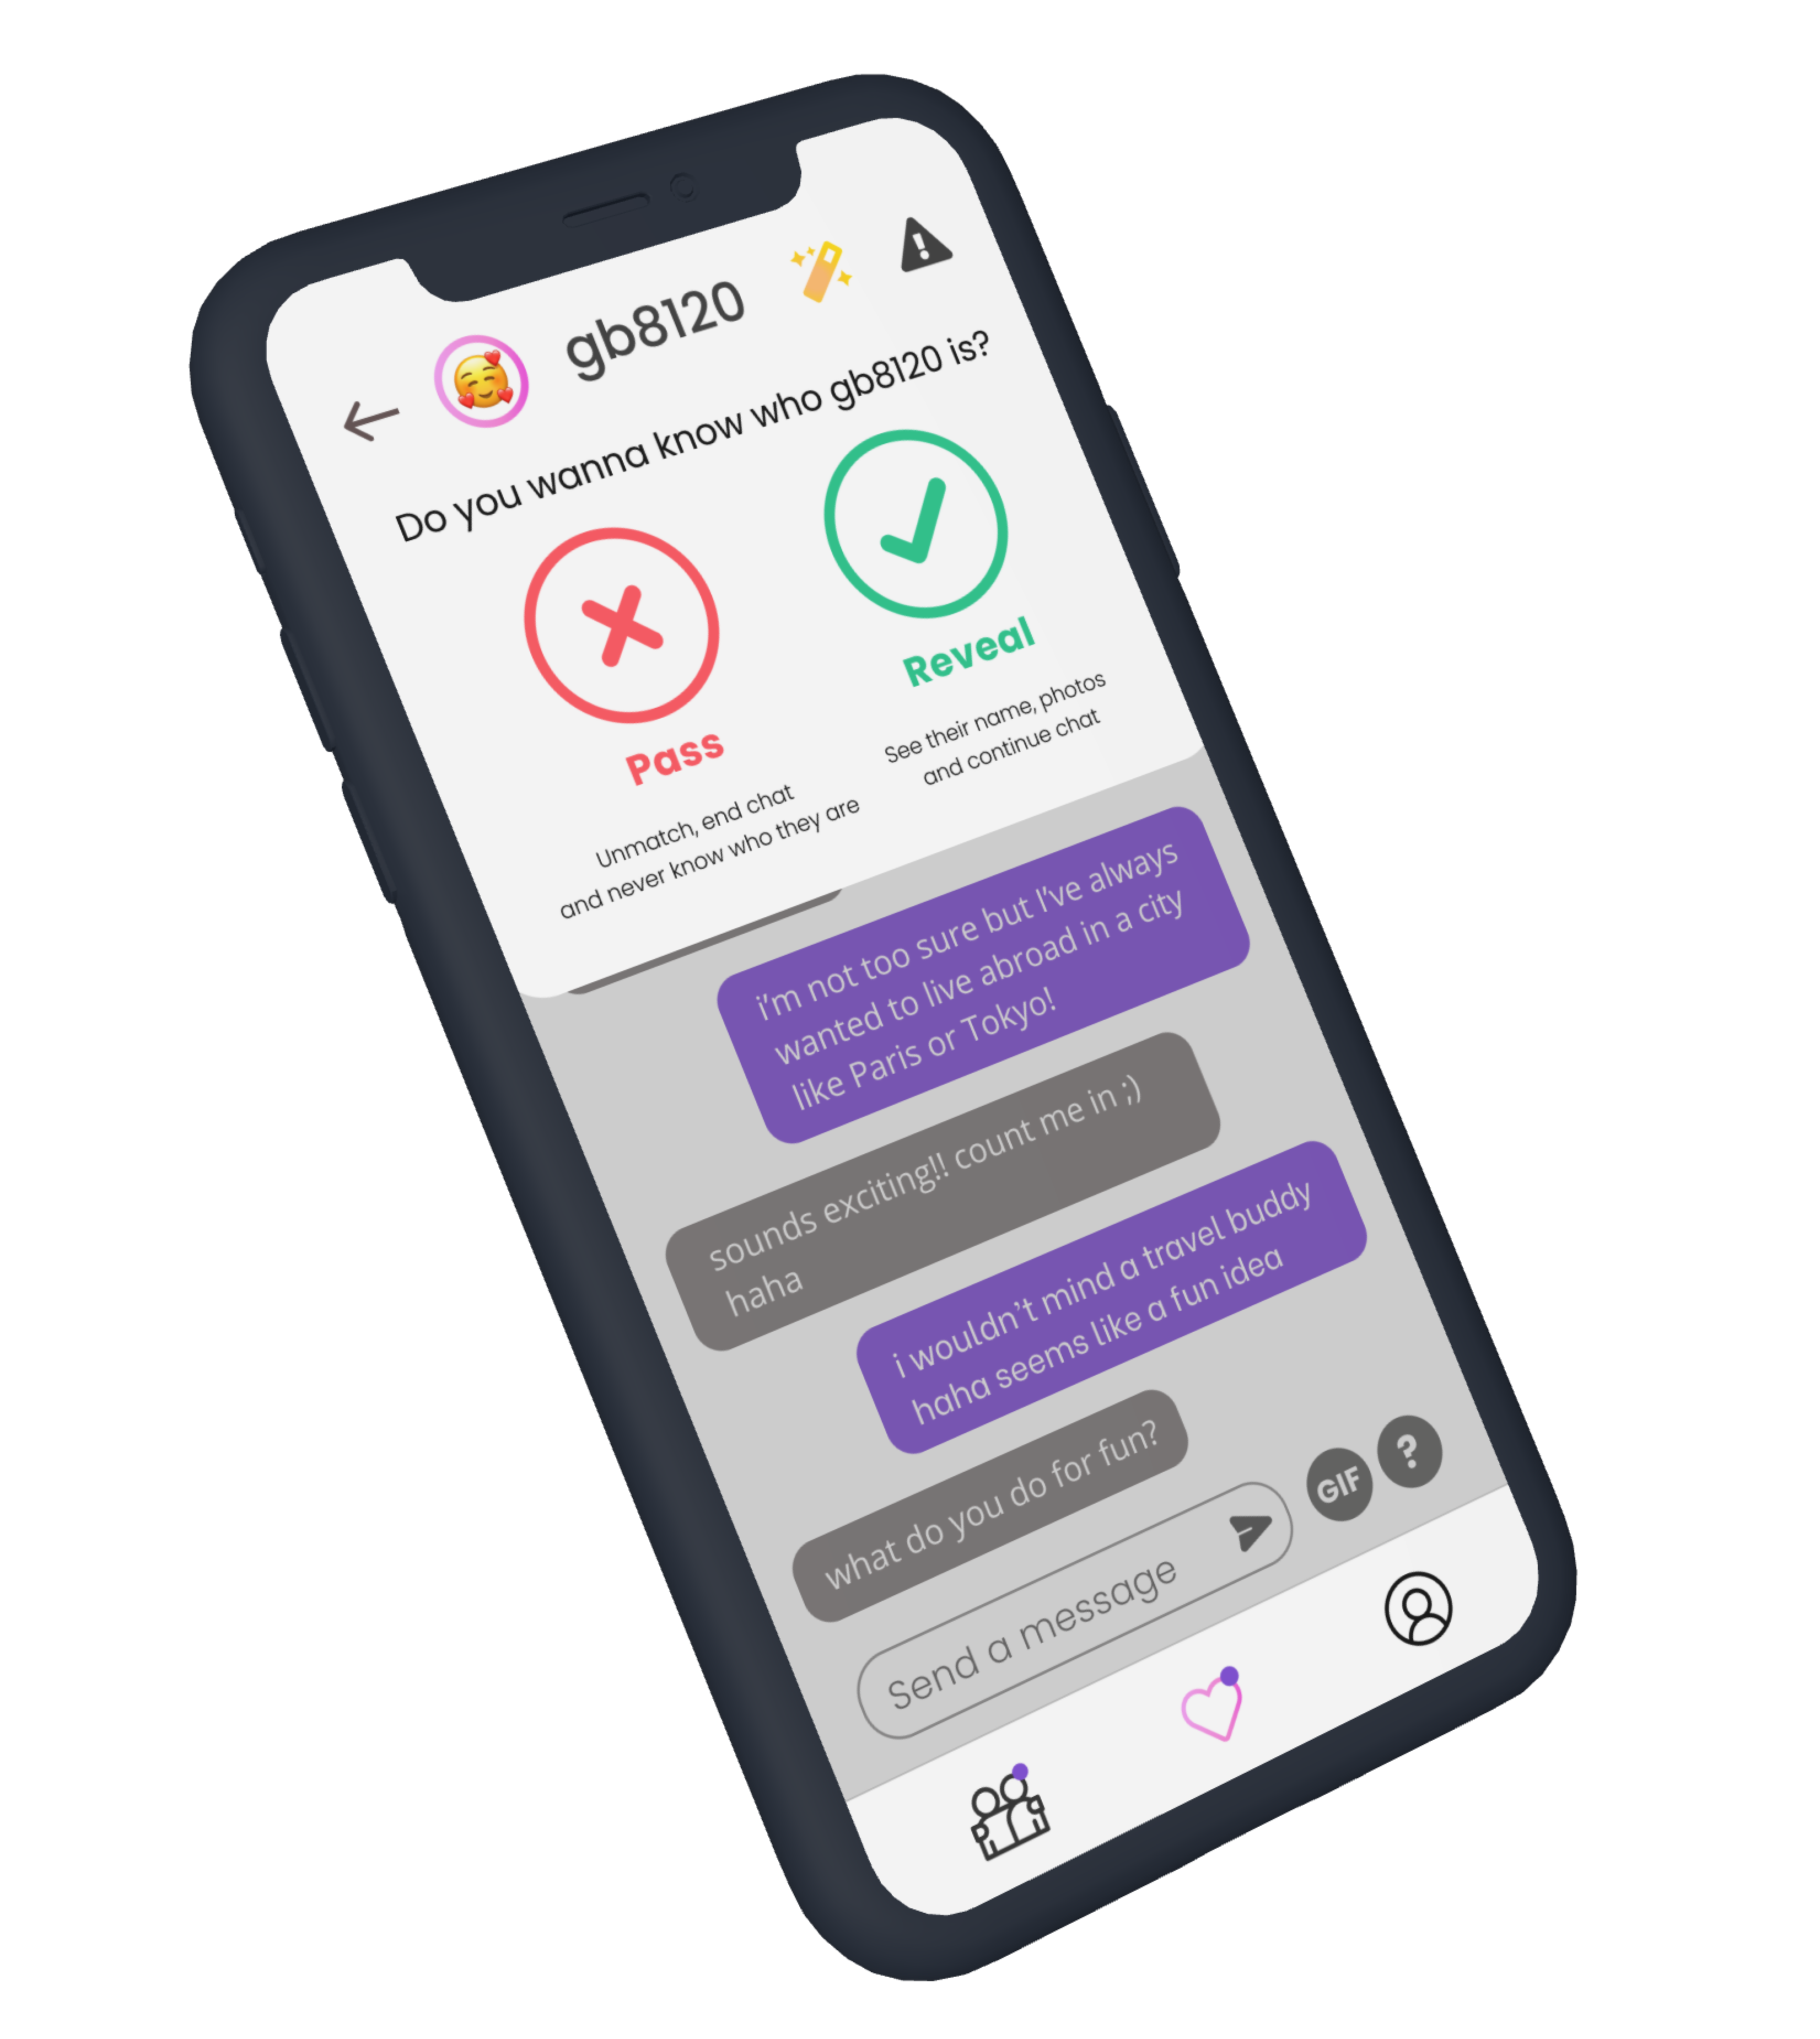 gb8120
Do you wanna know who gb8120 is?
Pass
Unmatch, end chat
and never know who they are
Reveal
See their name, photos
and continue chat
i'm not too sure but I've always
wanted to live abroad in a city
like Paris or Tokyo!
sounds exciting!! count me in ;)
haha
i wouldn't mind a travel buddy
haha seems like a fun idea
what do you do for fun?
Send a message
GIF
?